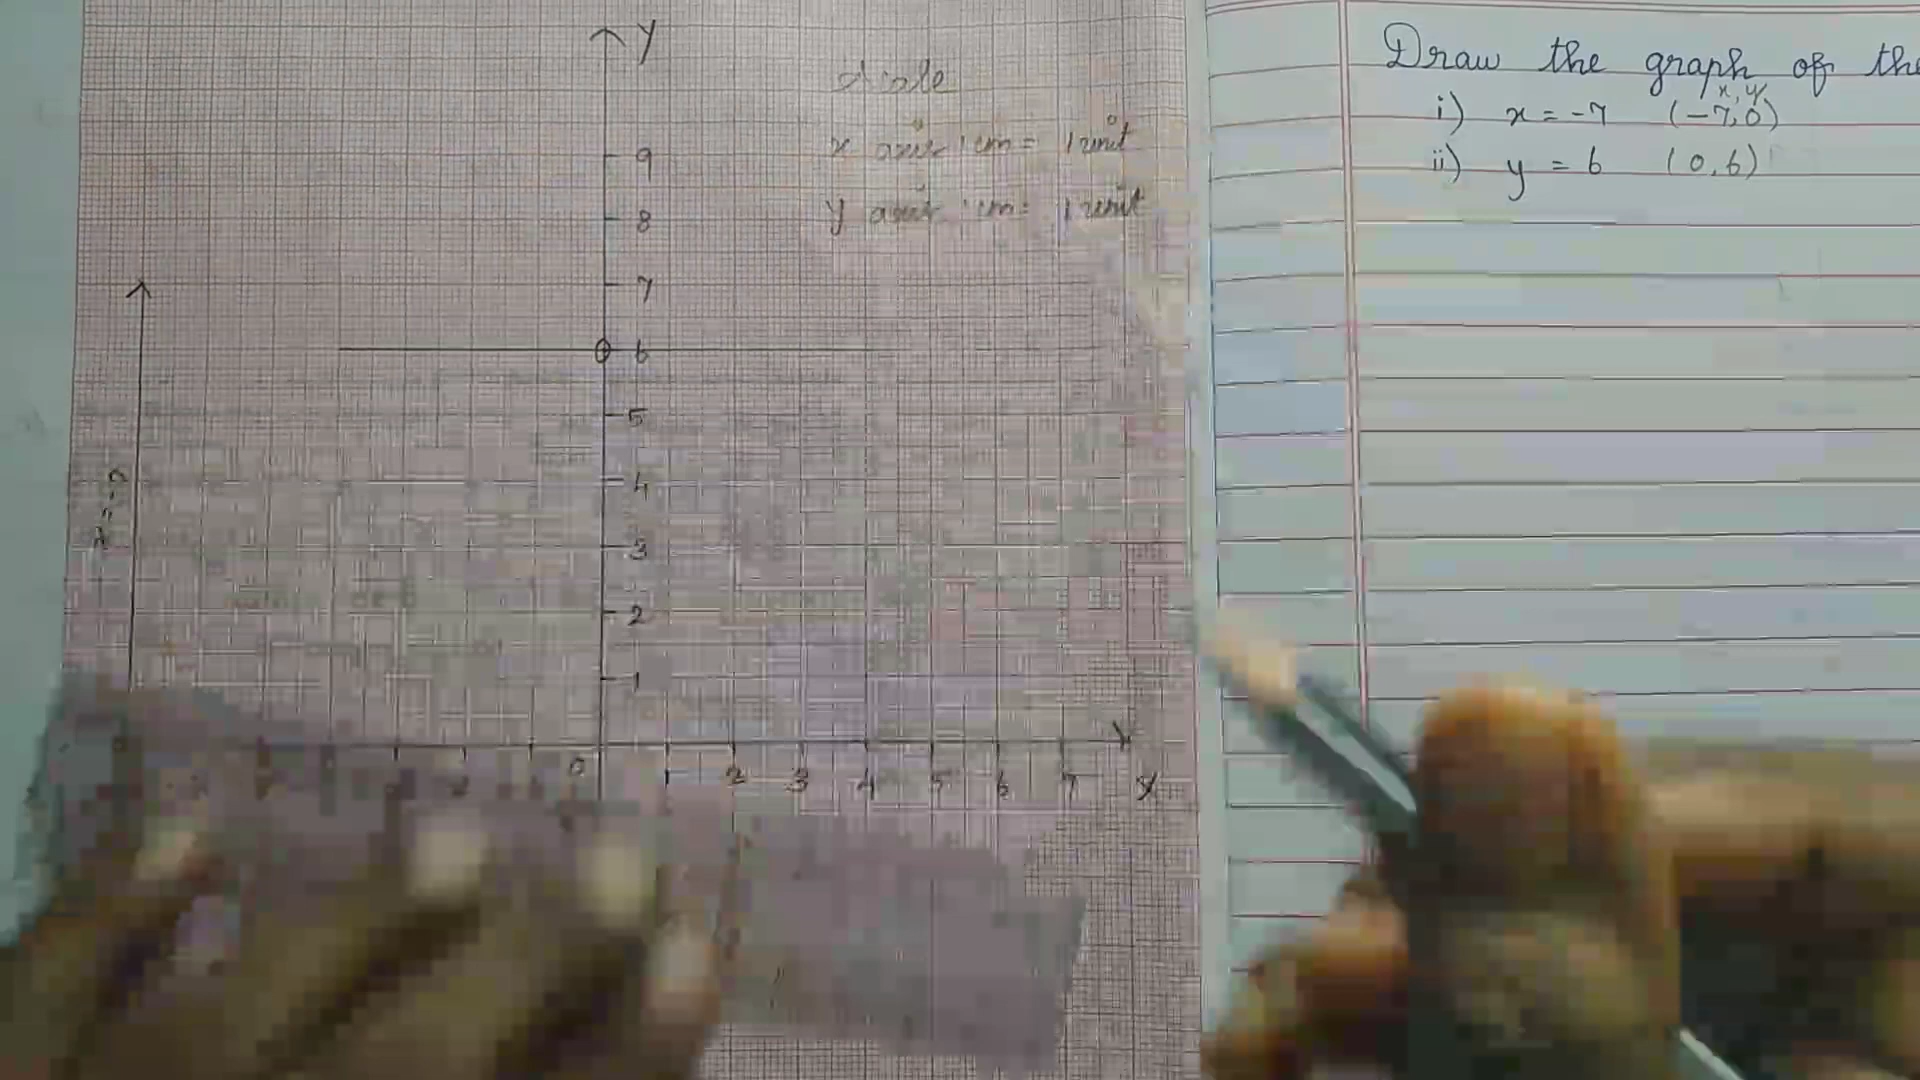 Y
Scale
x axis 1cm = 1 unit
Y axis 1cm = 1 unit
9
8
7
6
5
4
3
2
1
x = -7
0 1 2 3 4 5 6 7 X
Draw the graph of the
x, y
i) x = -7 (-7,0)
ii) y = 6 (0,6)